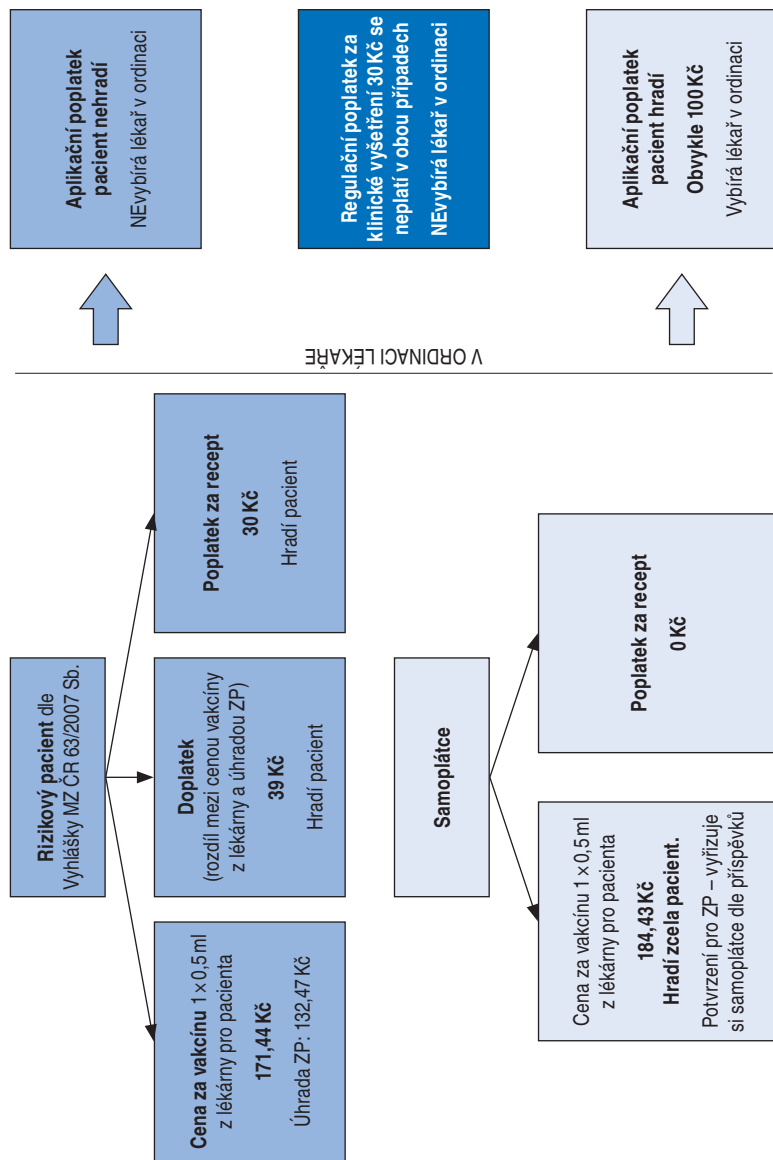 Rizikový pacient dle
Vyhlášky MZ ČR 63/2007 Sb.
Cena za vakcínu 1 × 0,5 ml
z lékárny pro pacienta
171,44 Kč
Úhrada ZP: 132,47 Kč
Doplatek
(rozdíl mezi cenou vakcíny
z lékárny a úhradou ZP)
39 Kč
Hradí pacient
Poplatek za recept
30 Kč
Hradí pacient
Samoplátce
Cena za vakcínu 1 × 0,5 ml
z lékárny pro pacienta
184,43 Kč
Hradí zcela pacient.
Potvrzení pro ZP – vyřizuje
si samoplátce dle příspěvků
Poplatek za recept
0 Kč
V ORDINACI LÉKAŘE
Aplikační poplatek
pacient nehradí
NEvybírá lékař v ordinaci
Regulační poplatek za
klinické vyšetření 30 Kč se
neplatí v obou případech
NEvybírá lékař v ordinaci
Aplikační poplatek
pacient hradí
Obvykle 100 Kč
Vybírá lékař v ordinaci